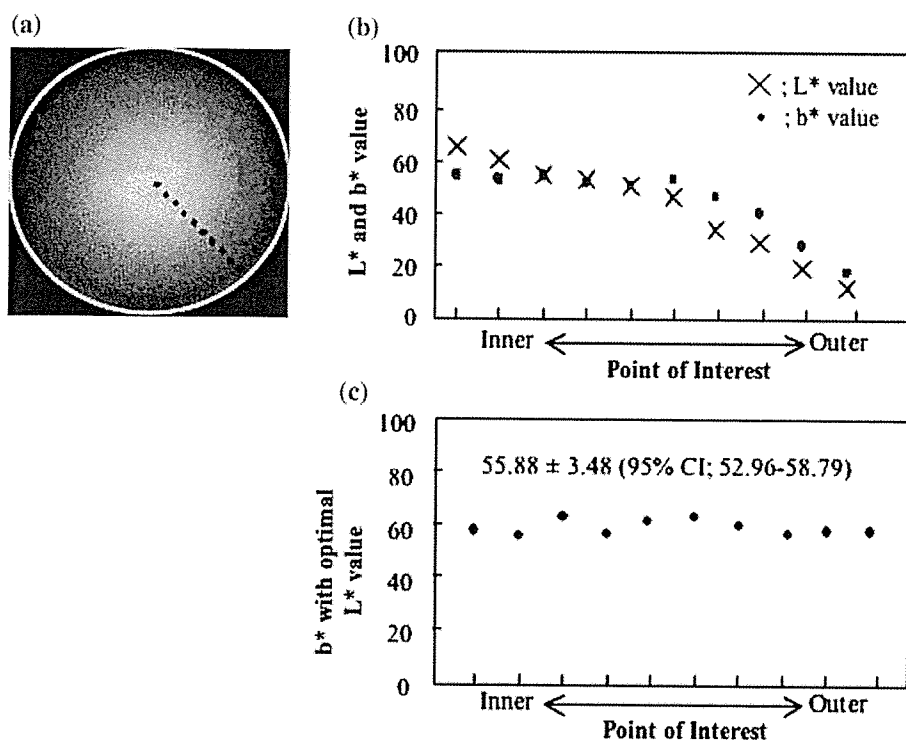 (a)
(b)
100
80
60
40
20
0
L* and b* value
; L* value
; b* value
Inner
Outer
Point of Interest
(c)
100
80
60
40
20
0
b* with optimal
L* value
55.88 ± 3.48 (95% CI; 52.96-58.79)
Inner
Outer
Point of Interest